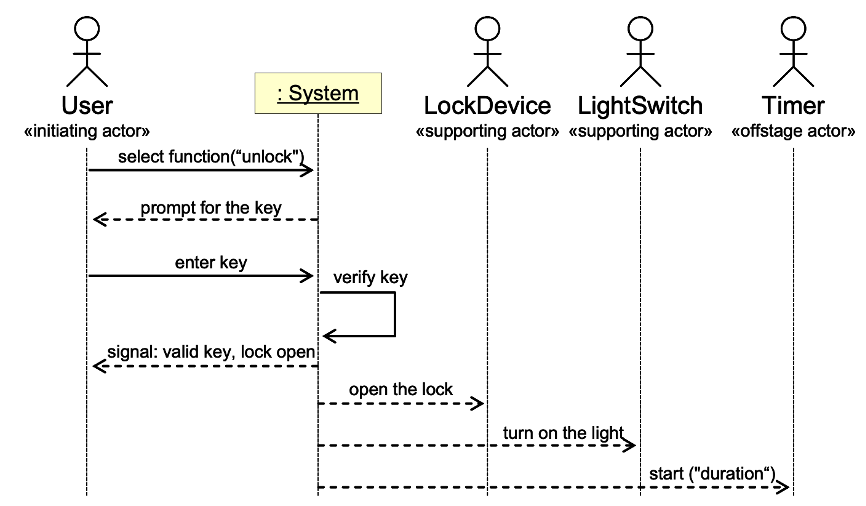 : System
User
LockDevice
LightSwitch
Timer
«initiating actor»
«supporting actor»
«supporting actor»
«offstage actor»
select function(“unlock")
prompt for the key
enter key
verify key
signal: valid key, lock open
open the lock
turn on the light
start ("duration“)